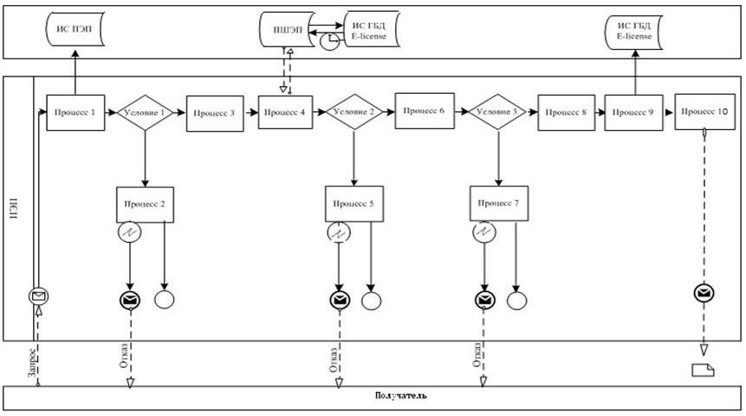 ИС ПЭП
ПШЭП
ИС ГБД
E-license
ИС ГБД
E-license
Процесс 1
Условие 1
Процесс 3
Процесс 4
Условие 2
Процесс 6
Условие 3
Процесс 8
Процесс 9
Процесс 10
Процесс 2
Процесс 5
Процесс 7
Запрос
Отказ
Отказ
Отказ
Получатель